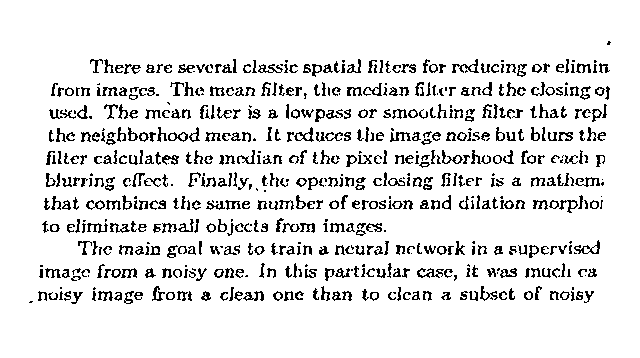 There are several classic spatial filters for reducing or elimin
from images. The mean filter, the median filter and the closing op
used. The mean filter is a lowpass or smoothing filter that repl
the neighborhood mean. It reduces the image noise but blurs the
filter calculates the median of the pixel neighborhood for each p
blurring effect. Finally, the opening closing filter is a mathema
that combines the same number of erosion and dilation morphol
to eliminate small objects from images.
The main goal was to train a neural network in a supervised
image from a noisy one. In this particular case, it was much ea
noisy image from a clean one than to clean a subset of noisy